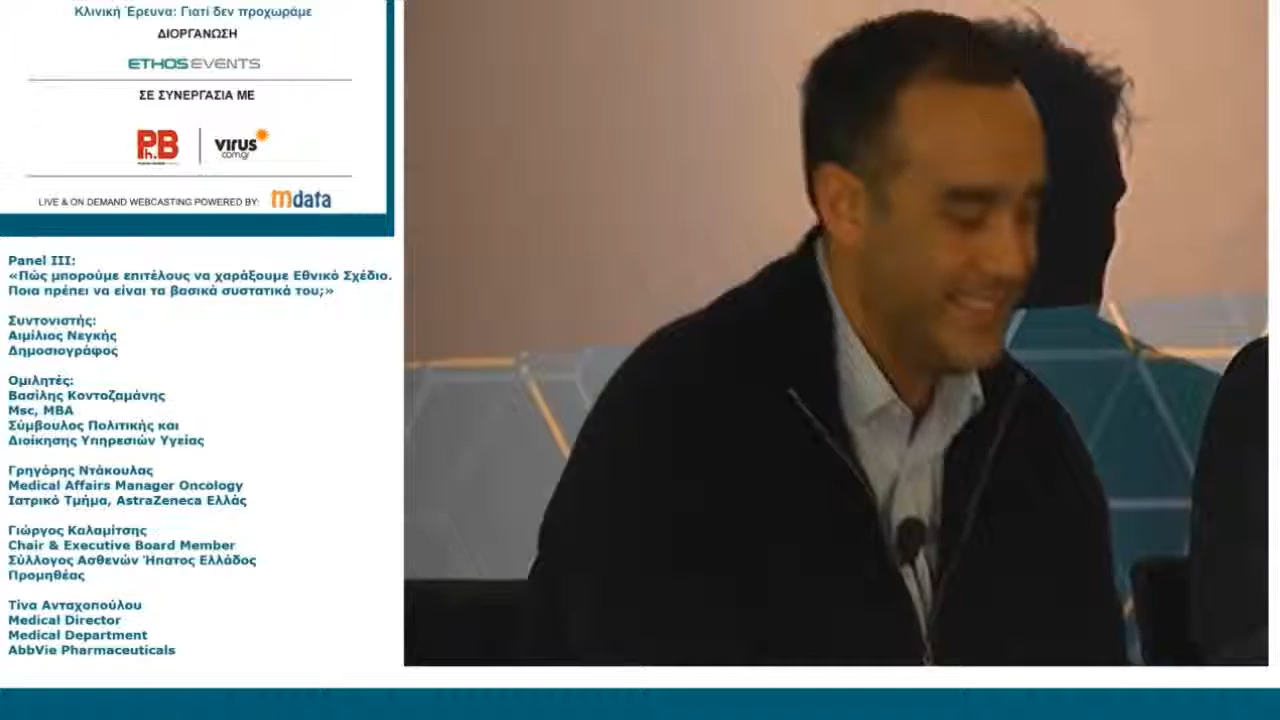 Κλινική Έρευνα: Γιατί δεν προχωράμε
ΔΙΟΡΓΑΝΩΣΗ
ETHOS EVENTS
ΣΕ ΣΥΝΕΡΓΑΣΙΑ ΜΕ
Ph.B
virus
com.gr
LIVE & ON DEMAND WEBCASTING POWERED BY: mdata
Panel III:
«Πώς μπορούμε επιτέλους να χαράξουμε Εθνικό Σχέδιο.
Ποια πρέπει να είναι τα βασικά συστατικά του;»
Συντονιστής:
Αιμίλιος Νεγκής
Δημοσιογράφος
Ομιλητές:
Βασίλης Κοντοζαμάνης
Msc, MBA
Σύμβουλος Πολιτικής και
Διοίκησης Υπηρεσιών Υγείας
Γρηγόρης Ντάκουλας
Medical Affairs Manager Oncology
Ιατρικό Τμήμα, AstraZeneca Ελλάς
Γιώργος Καλαμίτσης
Chair & Executive Board Member
Σύλλογος Ασθενών Ήπατος Ελλάδος
Προμηθέας
Τίνα Ανταχοπούλου
Medical Director
Medical Department
AbbVie Pharmaceuticals